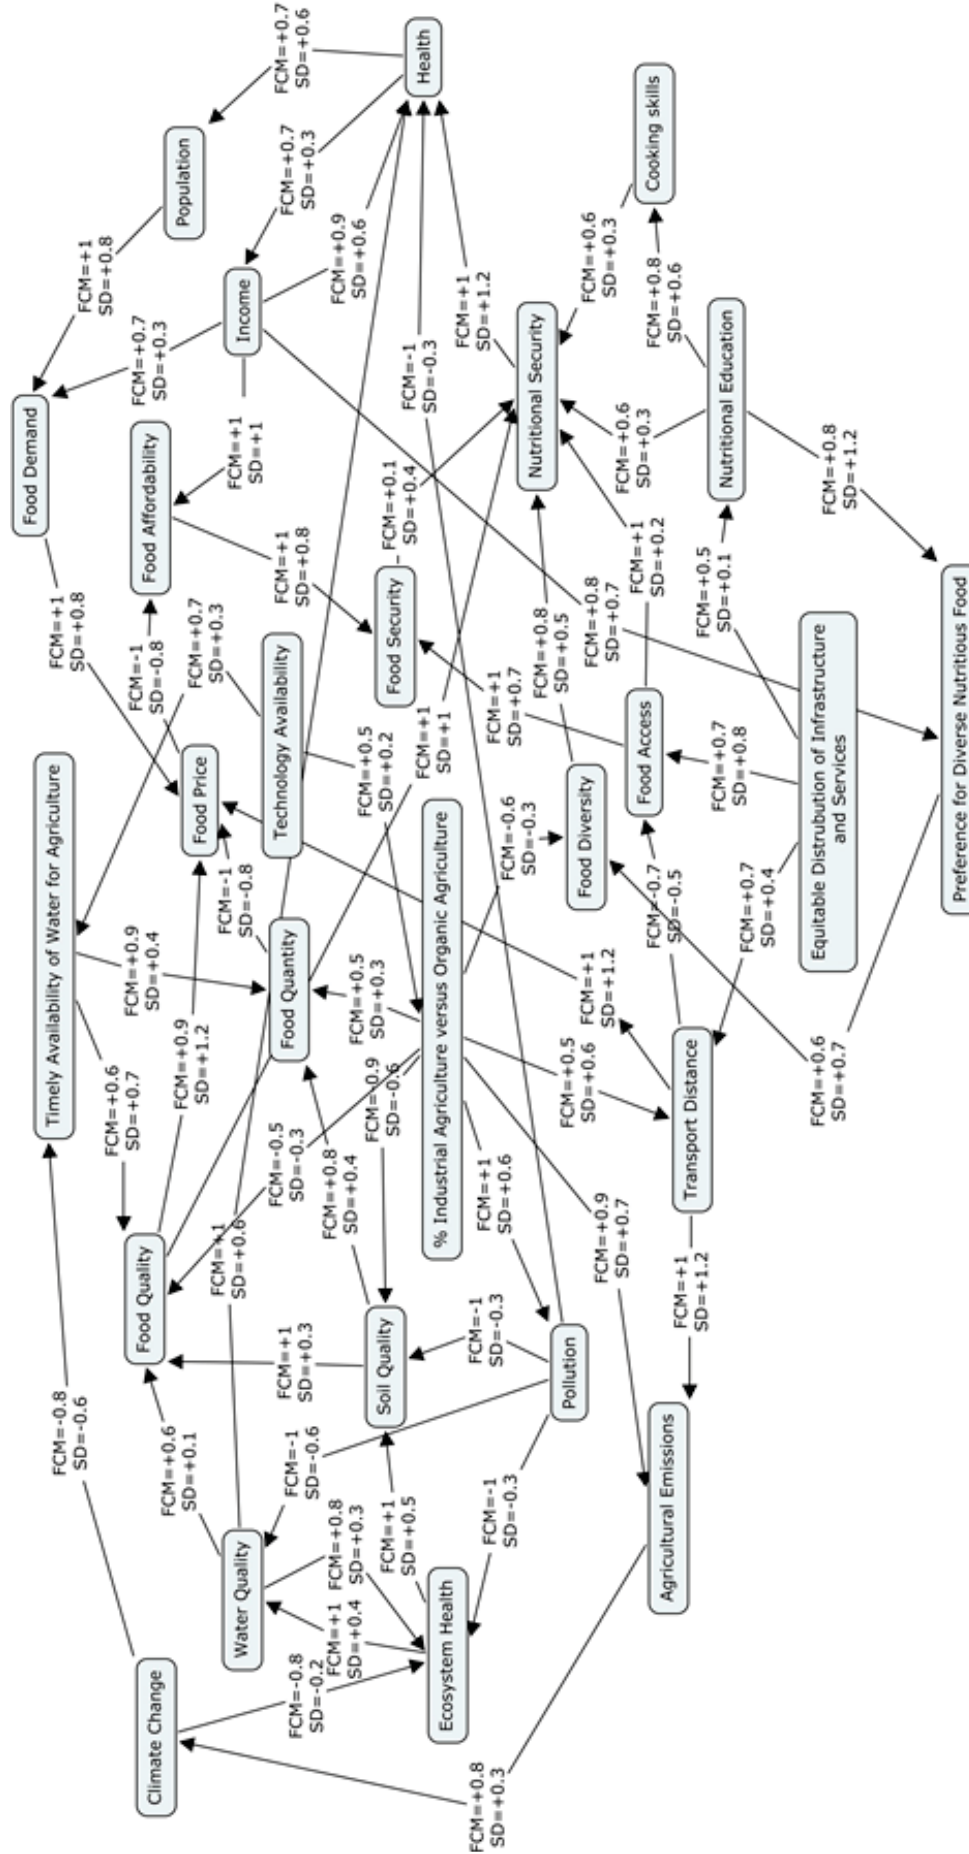 Climate Change
FCM=-0.8
SD=-0.6
FCM=+0.8
SD=+0.3
FCM=-0.8
SD=-0.2
Water Quality
FCM=+0.6
SD=+0.1
FCM=+1
SD=+0.4
FCM=+0.8
SD=+0.3
Ecosystem Health
FCM=+1
SD=+0.5
FCM=-1
SD=-0.6
FCM=-1
SD=-0.3
Agricultural Emissions
Food Quality
FCM=+1
SD=+0.3
Soil Quality
FCM=-1
SD=-0.3
Pollution
FCM=+1
SD=+0.6
Timely Availability of Water for Agriculture
FCM=+0.6
SD=+0.7
FCM=+0.9
SD=+0.4
FCM=+0.9
SD=+1.2
FCM=-0.5
SD=-0.3
FCM=+0.8
SD=+0.4
FCM=-0.9
SD=-0.6
FCM=+1
SD=+0.6
FCM=+0.9
SD=+0.7
FCM=+1
SD=+1.2
Transport Distance
Food Quantity
FCM=+0.5
SD=+0.3
% Industrial Agriculture versus Organic Agriculture
FCM=+0.5
SD=+0.6
FCM=+1
SD=+1.2
Food Price
FCM=-1
SD=-0.8
FCM=-1
SD=-0.8
FCM=+0.7
SD=+0.3
Technology Availability
FCM=+0.5
SD=+0.2
FCM=+1
SD=+1
FCM=-0.6
SD=-0.3
Food Diversity
FCM=-0.7
SD=-0.5
FCM=+0.7
SD=+0.4
FCM=+0.6
SD=+0.7
Food Demand
FCM=+1
SD=+0.8
Food Affordability
FCM=+1
SD=+0.8
Food Security
FCM=+1
SD=+0.7
FCM=+0.8
SD=+0.5
Food Access
FCM=+0.7
SD=+0.8
Equitable Distrubution of Infrastructure
and Services
Preference for Diverse Nutritious Food
FCM=+0.8
SD=+0.7
FCM=+1
SD=+0.2
FCM=+0.5
SD=+0.1
FCM=+1
SD=+1
FCM=+0.1
SD=+0.4
Nutritional Security
FCM=+0.6
SD=+0.3
Nutritional Education
FCM=+0.8
SD=+1.2
FCM=+0.7
SD=+0.3
Income
FCM=+0.9
SD=+0.6
FCM=-1
SD=-0.3
FCM=+1
SD=+1.2
FCM=+0.6
SD=+0.3
FCM=+0.8
SD=+0.6
Cooking skills
FCM=+1
SD=+0.8
Population
FCM=+0.7
SD=+0.3
FCM=+0.7
SD=+0.6
Health